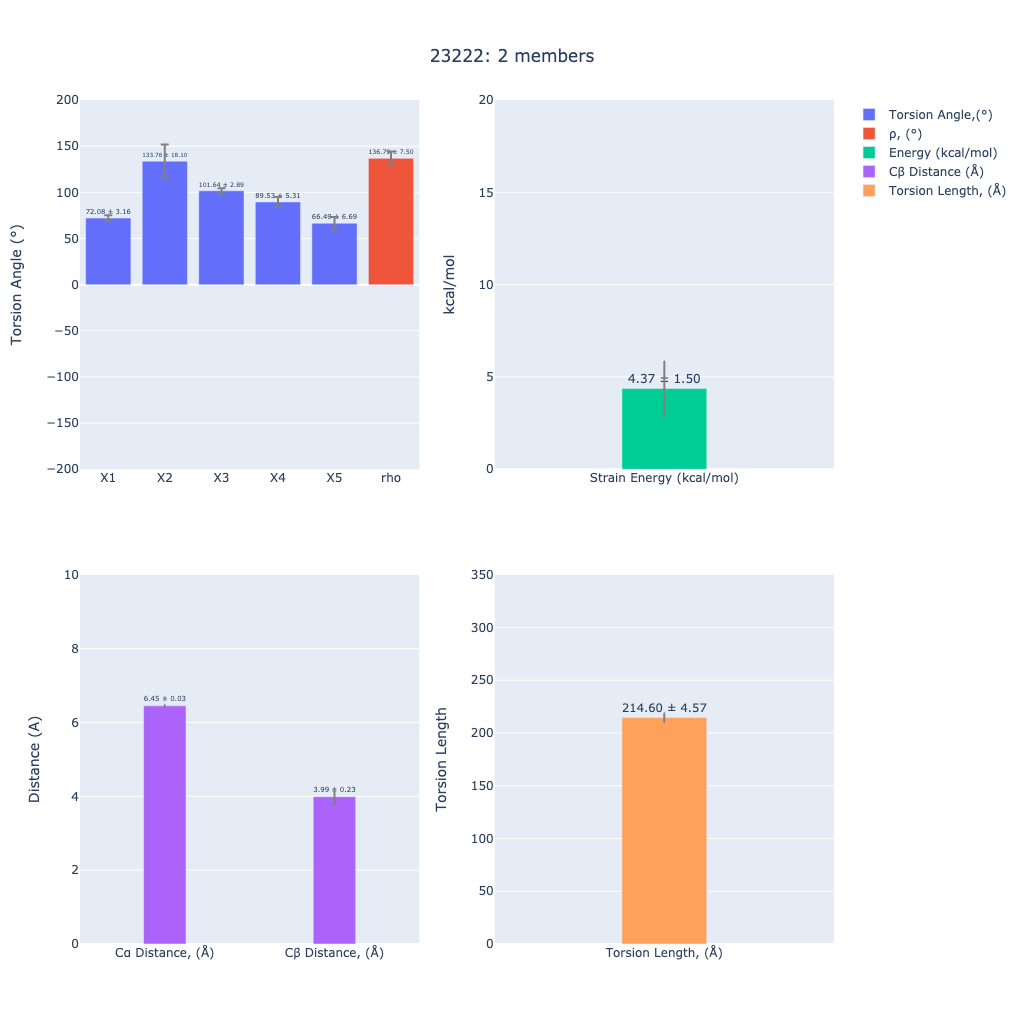 23222: 2 members
200
150
100
50
0
−50
−100
−150
−200
Torsion Angle (°)
72.08 ± 3.16
133.76 ± 18.10
101.64 ± 2.89
89.53 ± 5.31
66.49 ± 6.69
136.79 ± 7.50
X1 X2 X3 X4 X5 rho
20
15
10
5
0
kcal/mol
4.37 ± 1.50
Strain Energy (kcal/mol)
Torsion Angle,(°)
ρ, (°)
Energy (kcal/mol)
Cβ Distance (Å)
Torsion Length, (Å)
10
8
6
4
2
0
Distance (A)
6.45 ± 0.03
3.99 ± 0.23
Cα Distance, (Å) Cβ Distance, (Å)
350
300
250
200
150
100
50
0
Torsion Length
214.60 ± 4.57
Torsion Length, (Å)